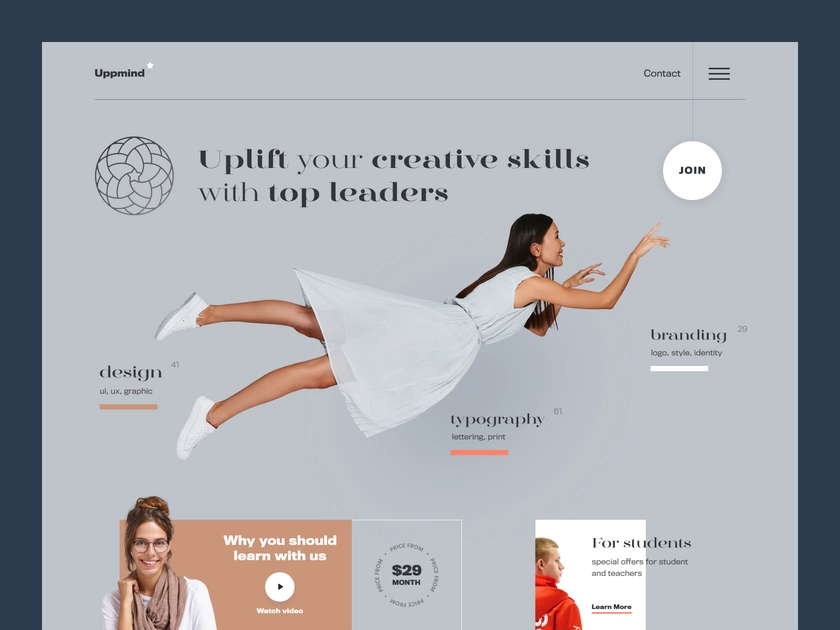 Uppmind
Contact
Uplift your creative skills
with top leaders
JOIN
branding 29
logo, style, identity
design 41
ui, ux, graphic
typography 61
lettering, print
Why you should
learn with us
Watch video
PRICE FROM • PRICE FROM • PRICE FROM • PRICE FROM •
$29
MONTH
For students
special offers for student
and teachers
Learn More